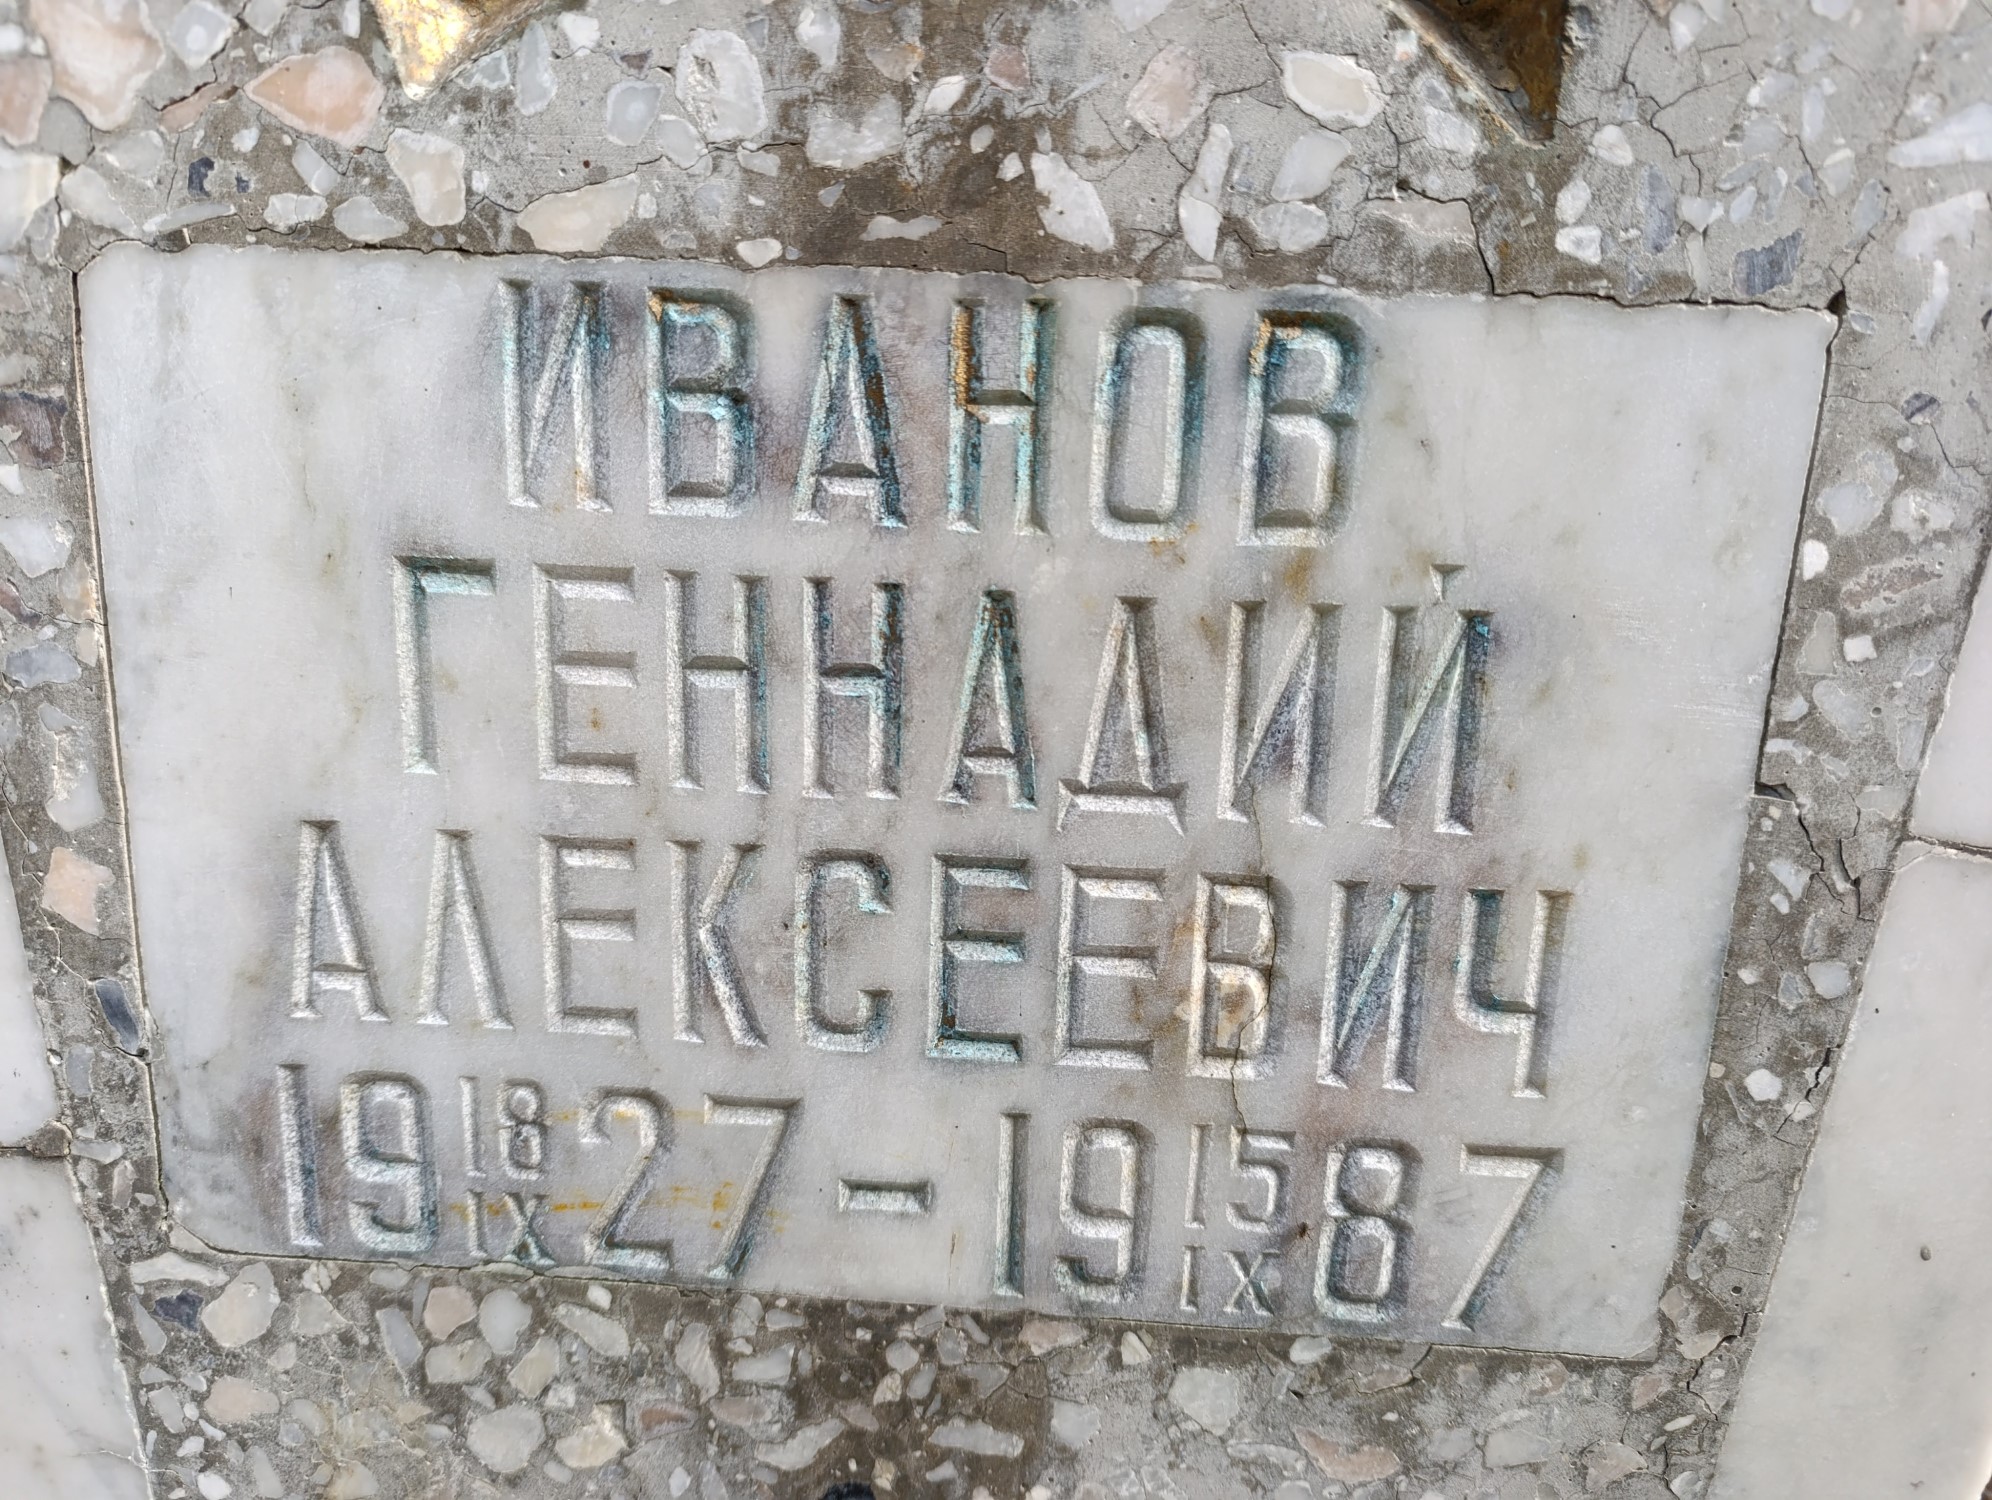 ИВАНОВ
ГЕННАДИЙ
АЛЕКСЕЕВИЧ
19 18/IX 27 – 19 15/IX 87